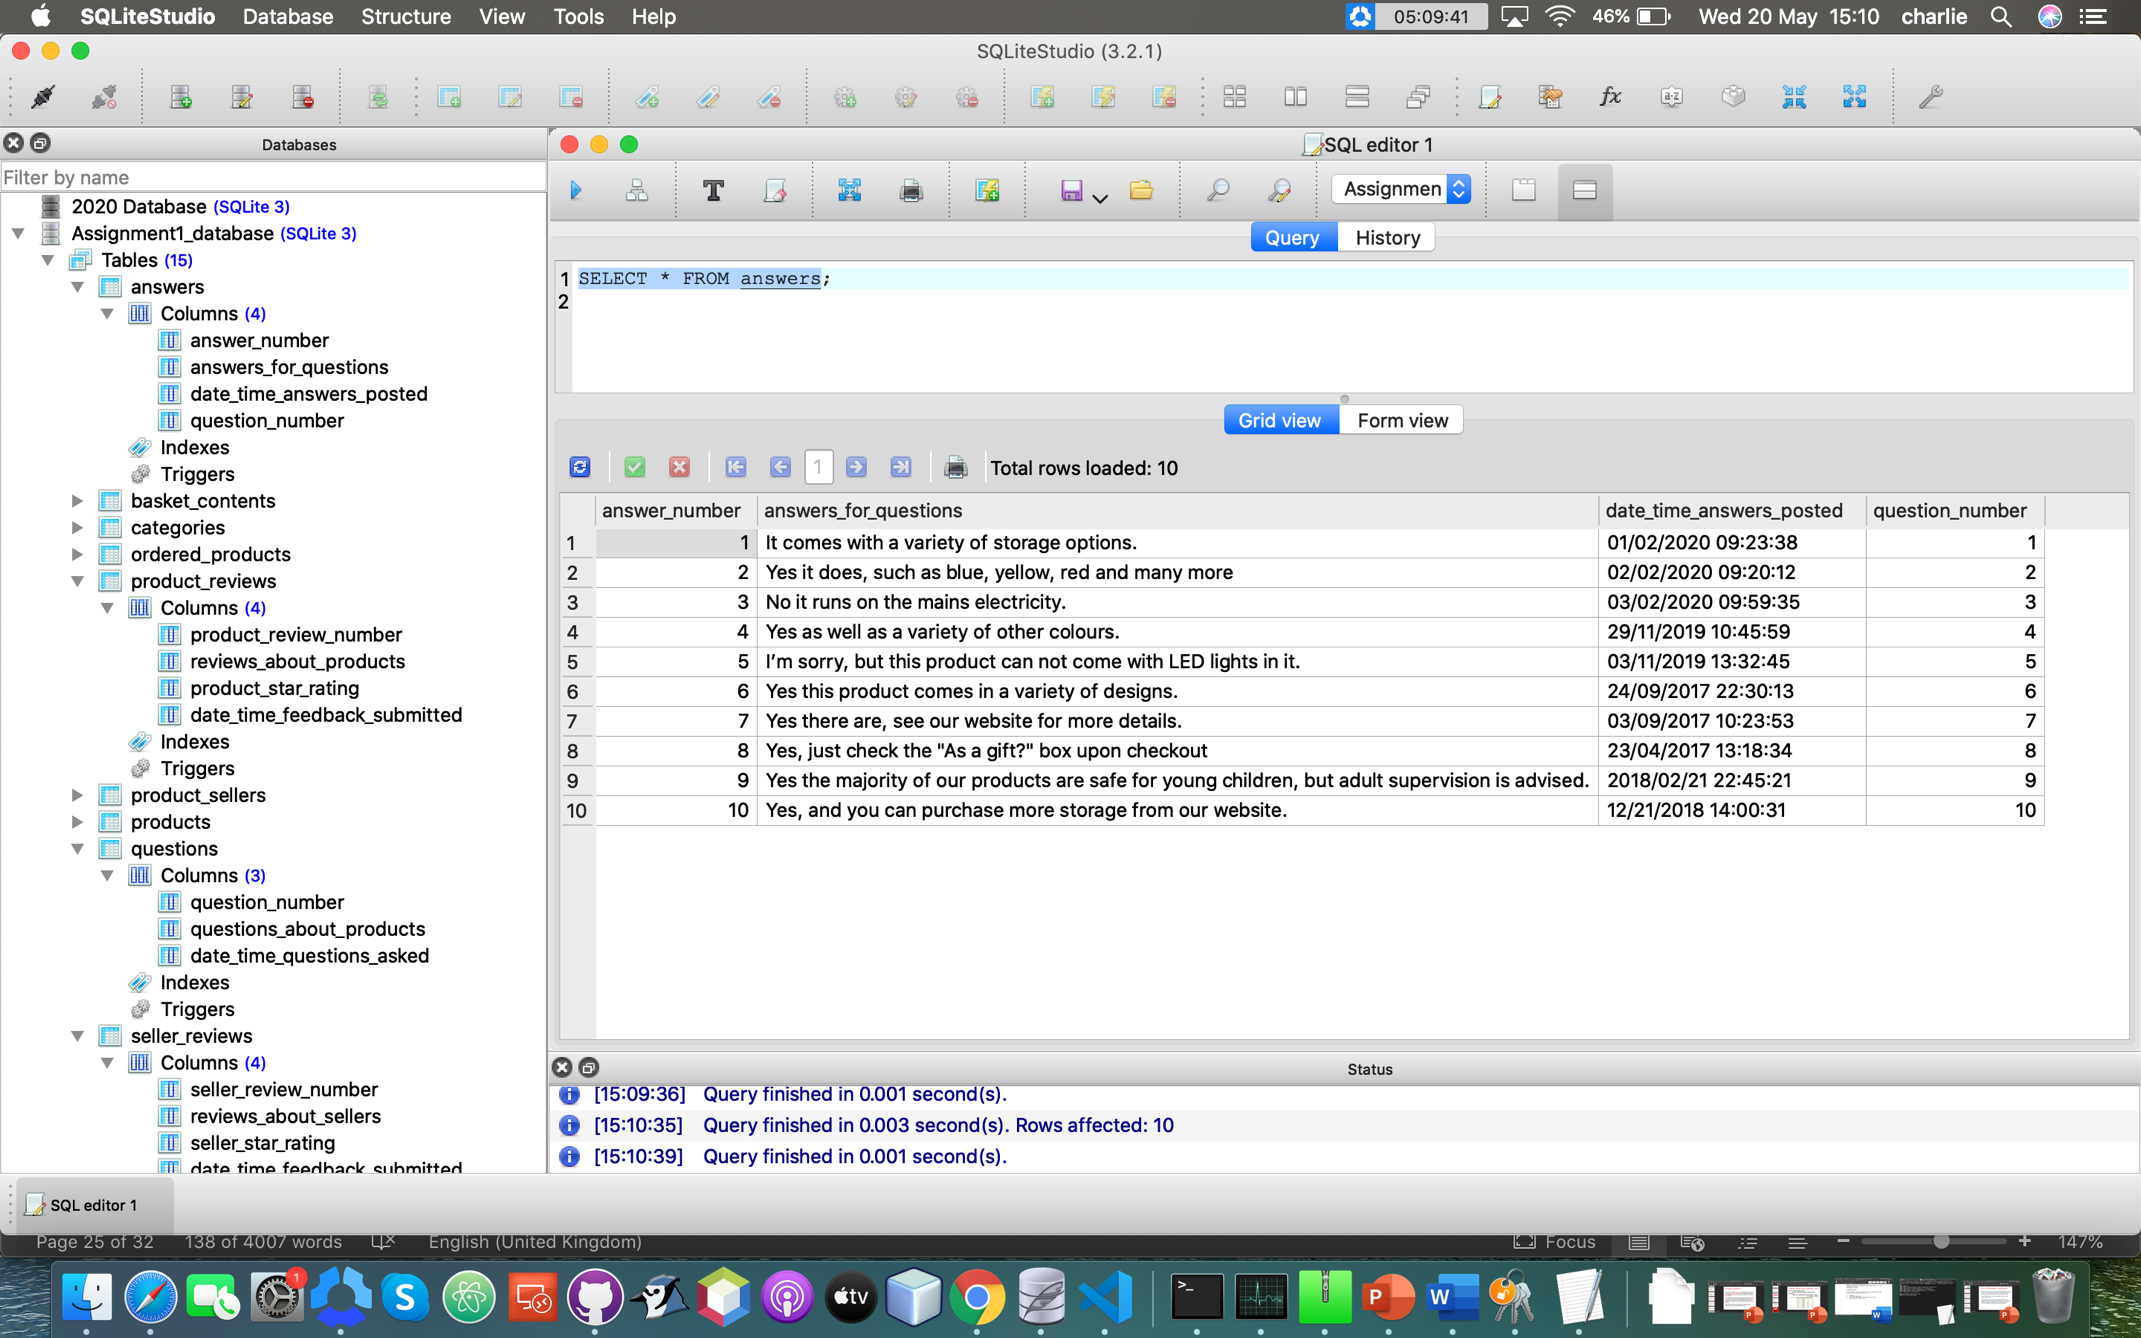 SQLiteStudio Database Structure View Tools Help 05:09:41 46% Wed 20 May 15:10 charlie
SQLiteStudio (3.2.1)
Databases
Filter by name
2020 Database (SQLite 3)
Assignment1_database (SQLite 3)
Tables (15)
answers
Columns (4)
answer_number
answers_for_questions
date_time_answers_posted
question_number
Indexes
Triggers
basket_contents
categories
ordered_products
product_reviews
Columns (4)
product_review_number
reviews_about_products
product_star_rating
date_time_feedback_submitted
Indexes
Triggers
product_sellers
products
questions
Columns (3)
question_number
questions_about_products
date_time_questions_asked
Indexes
Triggers
seller_reviews
Columns (4)
seller_review_number
reviews_about_sellers
seller_star_rating
date_time_feedback_submitted
SQL editor 1
Assignmen
Query History
1 SELECT * FROM answers;
2
Grid view Form view
1 Total rows loaded: 10
answer_number answers_for_questions date_time_answers_posted question_number
1 1 It comes with a variety of storage options. 01/02/2020 09:23:38 1
2 2 Yes it does, such as blue, yellow, red and many more 02/02/2020 09:20:12 2
3 3 No it runs on the mains electricity. 03/02/2020 09:59:35 3
4 4 Yes as well as a variety of other colours. 29/11/2019 10:45:59 4
5 5 I’m sorry, but this product can not come with LED lights in it. 03/11/2019 13:32:45 5
6 6 Yes this product comes in a variety of designs. 24/09/2017 22:30:13 6
7 7 Yes there are, see our website for more details. 03/09/2017 10:23:53 7
8 8 Yes, just check the "As a gift?" box upon checkout 23/04/2017 13:18:34 8
9 9 Yes the majority of our products are safe for young children, but adult supervision is advised. 2018/02/21 22:45:21 9
10 10 Yes, and you can purchase more storage from our website. 12/21/2018 14:00:31 10
Status
[15:09:36] Query finished in 0.001 second(s).
[15:10:35] Query finished in 0.003 second(s). Rows affected: 10
[15:10:39] Query finished in 0.001 second(s).
SQL editor 1
Page 25 of 32 138 of 4007 words English (United Kingdom) Focus 147%
1 tv